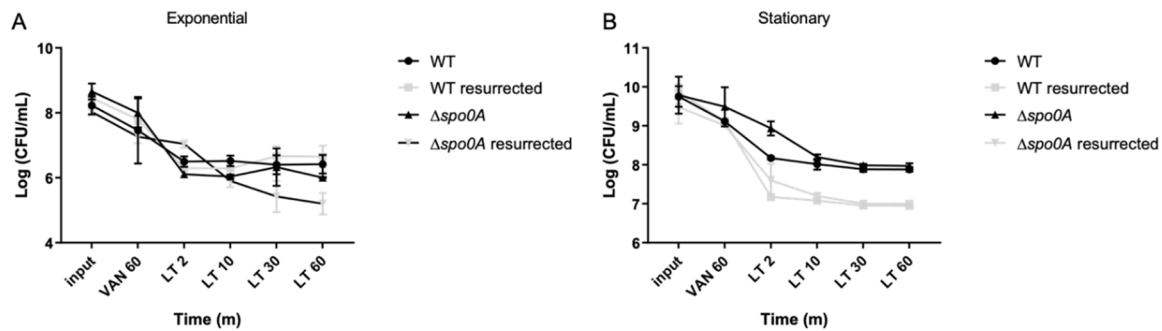 A
Exponential
Log (CFU/mL)
10
8
6
4
input
VAN 60
LT 2
LT 10
LT 30
LT 60
Time (m)
WT
WT resurrected
Δspo0A
Δspo0A resurrected
B
Stationary
Log (CFU/mL)
11
10
9
8
7
6
input
VAN 60
LT 2
LT 10
LT 30
LT 60
Time (m)
WT
WT resurrected
Δspo0A
Δspo0A resurrected